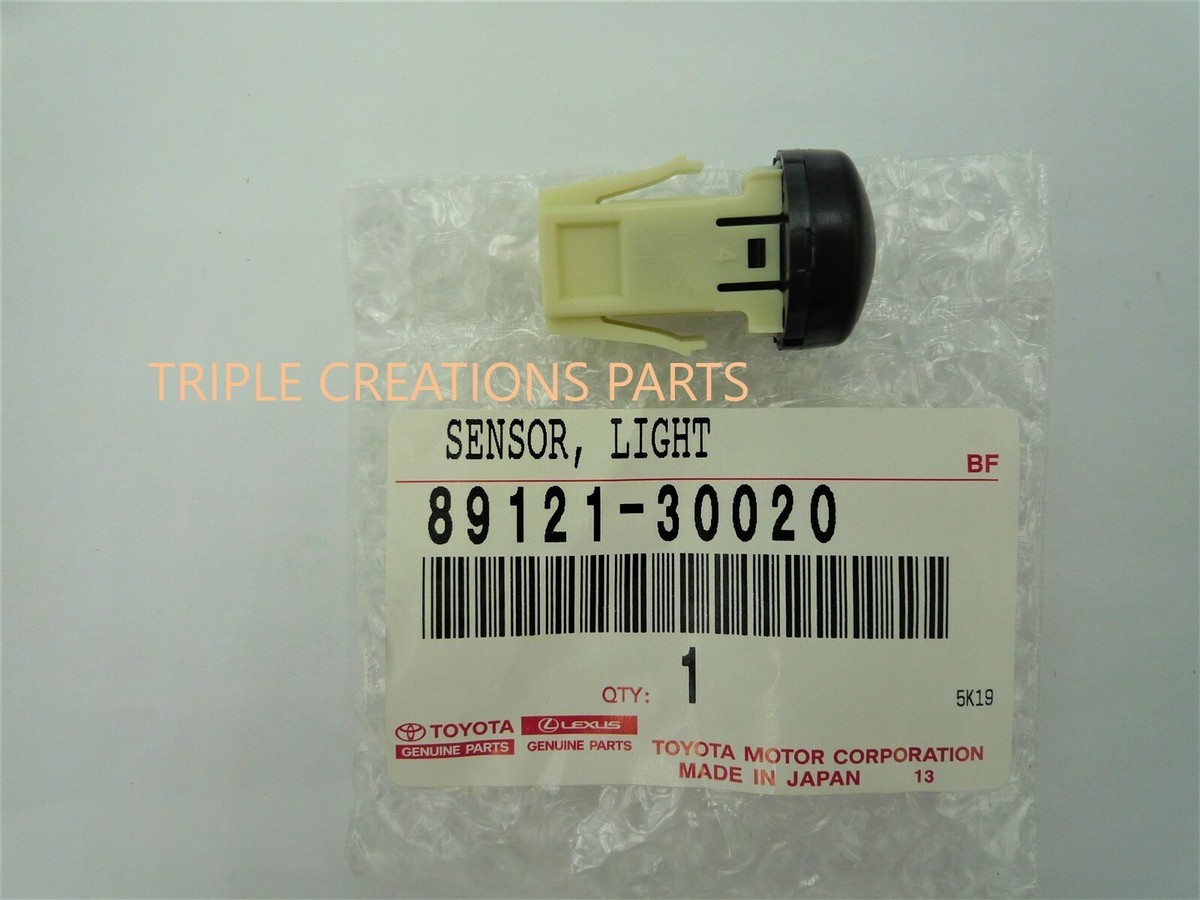 4
TRIPLE CREATIONS PARTS
SENSOR, LIGHT
BF
89121-30020
QTY: 1
5K19
TOYOTA
GENUINE PARTS
LEXUS
GENUINE PARTS
TOYOTA MOTOR CORPORATION
MADE IN JAPAN 13